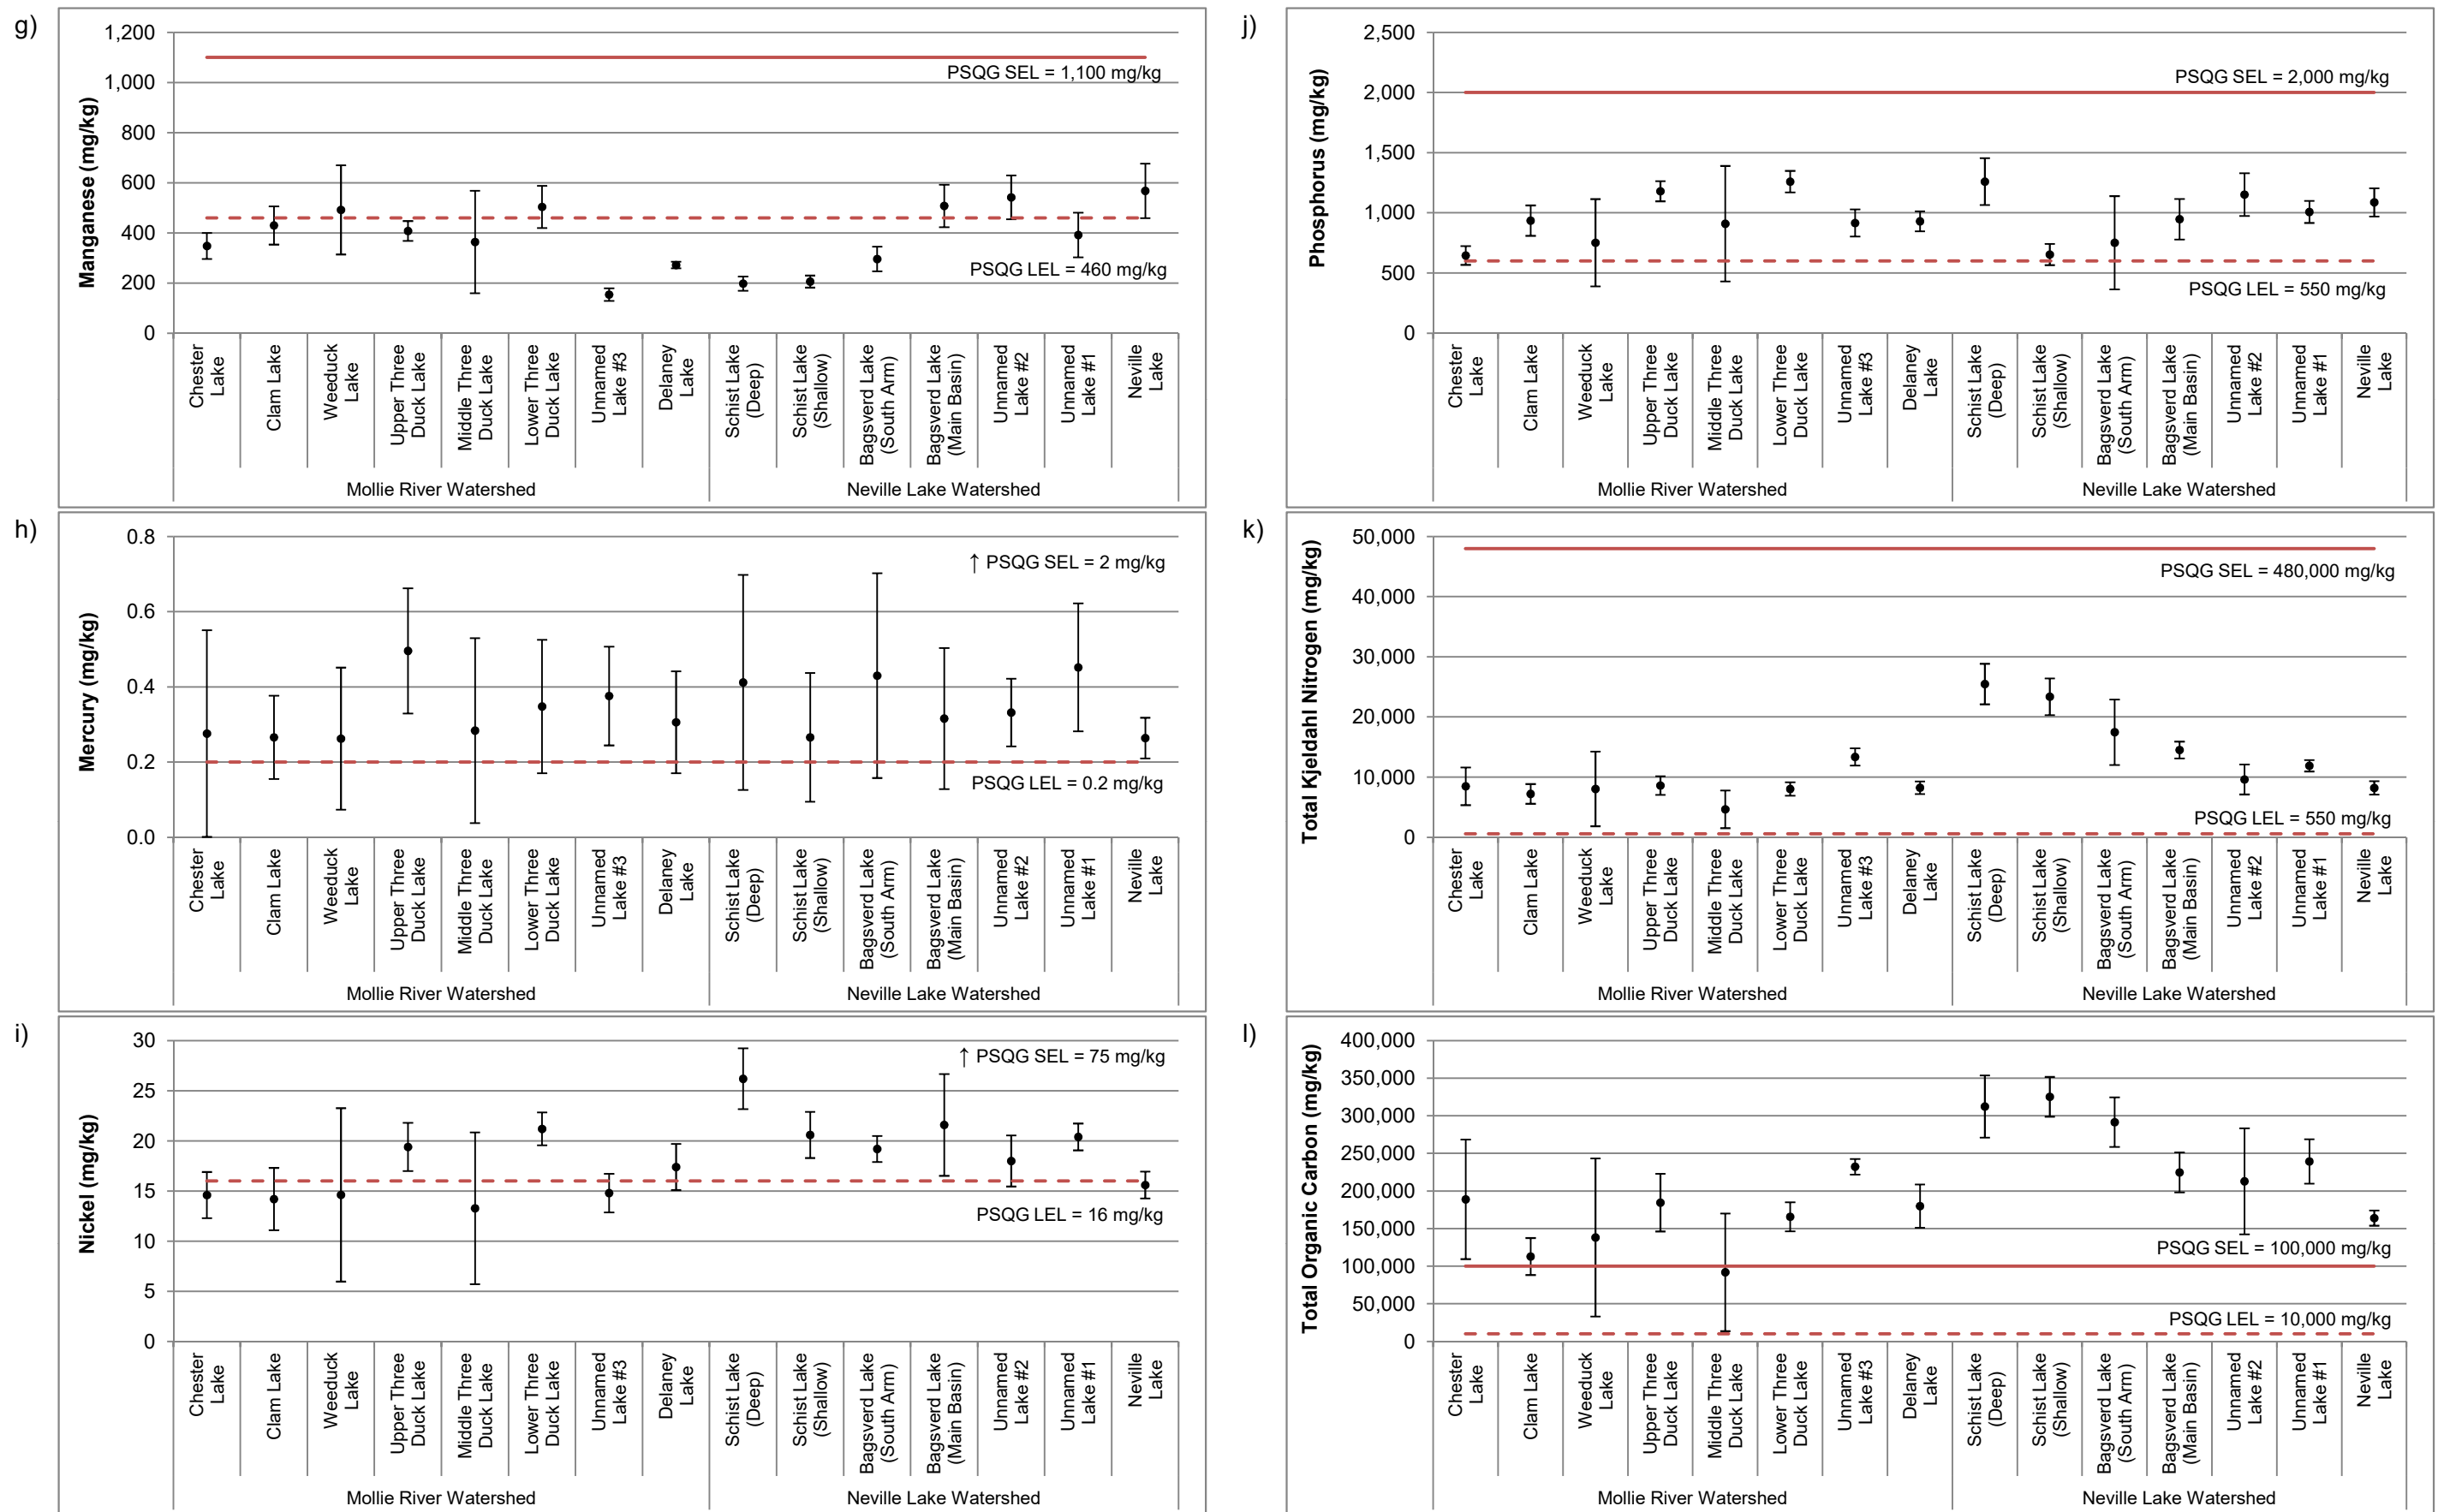 g)
1,200
1,000
800
600
400
200
0
Manganese (mg/kg)
PSQG SEL = 1,100 mg/kg
PSQG LEL = 460 mg/kg
Chester
Lake
Clam Lake
Weeduck
Lake
Upper Three
Duck Lake
Middle Three
Duck Lake
Lower Three
Duck Lake
Unnamed
Lake #3
Delaney
Lake
Schist Lake
(Deep)
Schist Lake
(Shallow)
Bagsverd Lake
(South Arm)
Bagsverd Lake
(Main Basin)
Unnamed
Lake #2
Unnamed
Lake #1
Neville
Lake
Mollie River Watershed
Neville Lake Watershed
h)
0.8
0.6
0.4
0.2
0.0
Mercury (mg/kg)
↑ PSQG SEL = 2 mg/kg
PSQG LEL = 0.2 mg/kg
Chester
Lake
Clam Lake
Weeduck
Lake
Upper Three
Duck Lake
Middle Three
Duck Lake
Lower Three
Duck Lake
Unnamed
Lake #3
Delaney
Lake
Schist Lake
(Deep)
Schist Lake
(Shallow)
Bagsverd Lake
(South Arm)
Bagsverd Lake
(Main Basin)
Unnamed
Lake #2
Unnamed
Lake #1
Neville
Lake
Mollie River Watershed
Neville Lake Watershed
i)
30
25
20
15
10
5
0
Nickel (mg/kg)
↑ PSQG SEL = 75 mg/kg
PSQG LEL = 16 mg/kg
Chester
Lake
Clam Lake
Weeduck
Lake
Upper Three
Duck Lake
Middle Three
Duck Lake
Lower Three
Duck Lake
Unnamed
Lake #3
Delaney
Lake
Schist Lake
(Deep)
Schist Lake
(Shallow)
Bagsverd Lake
(South Arm)
Bagsverd Lake
(Main Basin)
Unnamed
Lake #2
Unnamed
Lake #1
Neville
Lake
Mollie River Watershed
Neville Lake Watershed
j)
2,500
2,000
1,500
1,000
500
0
Phosphorus (mg/kg)
PSQG SEL = 2,000 mg/kg
PSQG LEL = 550 mg/kg
Chester
Lake
Clam Lake
Weeduck
Lake
Upper Three
Duck Lake
Middle Three
Duck Lake
Lower Three
Duck Lake
Unnamed
Lake #3
Delaney
Lake
Schist Lake
(Deep)
Schist Lake
(Shallow)
Bagsverd Lake
(South Arm)
Bagsverd Lake
(Main Basin)
Unnamed
Lake #2
Unnamed
Lake #1
Neville
Lake
Mollie River Watershed
Neville Lake Watershed
k)
50,000
40,000
30,000
20,000
10,000
0
Total Kjeldahl Nitrogen (mg/kg)
PSQG SEL = 480,000 mg/kg
PSQG LEL = 550 mg/kg
Chester
Lake
Clam Lake
Weeduck
Lake
Upper Three
Duck Lake
Middle Three
Duck Lake
Lower Three
Duck Lake
Unnamed
Lake #3
Delaney
Lake
Schist Lake
(Deep)
Schist Lake
(Shallow)
Bagsverd Lake
(South Arm)
Bagsverd Lake
(Main Basin)
Unnamed
Lake #2
Unnamed
Lake #1
Neville
Lake
Mollie River Watershed
Neville Lake Watershed
l)
400,000
350,000
300,000
250,000
200,000
150,000
100,000
50,000
0
Total Organic Carbon (mg/kg)
PSQG SEL = 100,000 mg/kg
PSQG LEL = 10,000 mg/kg
Chester
Lake
Clam Lake
Weeduck
Lake
Upper Three
Duck Lake
Middle Three
Duck Lake
Lower Three
Duck Lake
Unnamed
Lake #3
Delaney
Lake
Schist Lake
(Deep)
Schist Lake
(Shallow)
Bagsverd Lake
(South Arm)
Bagsverd Lake
(Main Basin)
Unnamed
Lake #2
Unnamed
Lake #1
Neville
Lake
Mollie River Watershed
Neville Lake Watershed